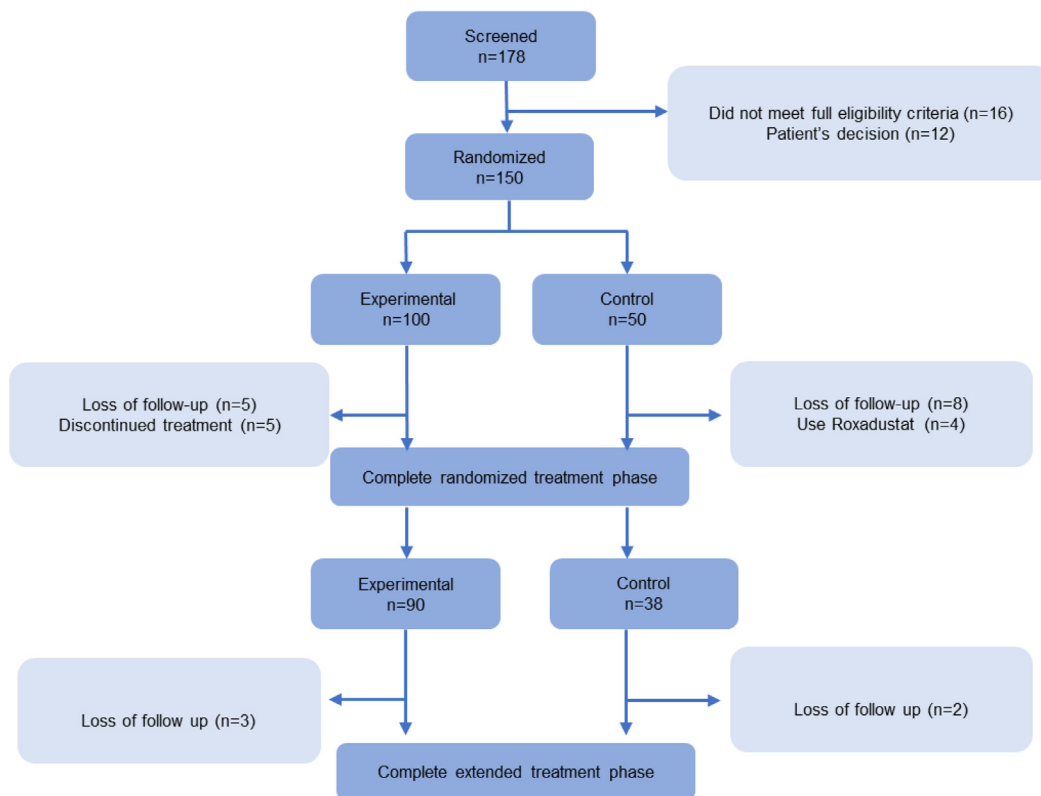 Screened
n=178
Did not meet full eligibility criteria (n=16)
Patient's decision (n=12)
Randomized
n=150
Experimental
n=100
Control
n=50
Loss of follow-up (n=5)
Discontinued treatment (n=5)
Loss of follow-up (n=8)
Use Roxadustat (n=4)
Complete randomized treatment phase
Experimental
n=90
Control
n=38
Loss of follow up (n=3)
Loss of follow up (n=2)
Complete extended treatment phase